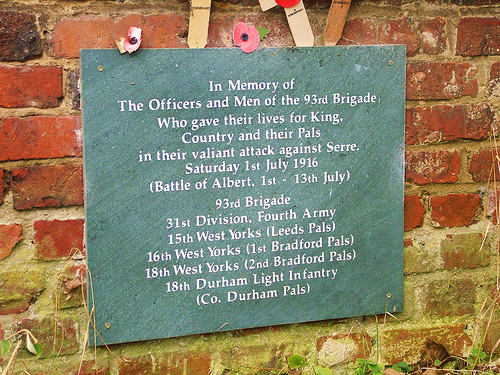 In Memory of
The Officers and Men of the 93rd Brigade
Who gave their lives for King,
Country and their Pals
in their valiant attack against Serre.
Saturday 1st July 1916
(Battle of Albert, 1st - 13th July)
93rd Brigade
31st Division, Fourth Army
15th West Yorks (Leeds Pals)
16th West Yorks (1st Bradford Pals)
18th West Yorks (2nd Bradford Pals)
18th Durham Light Infantry
(Co. Durham Pals)